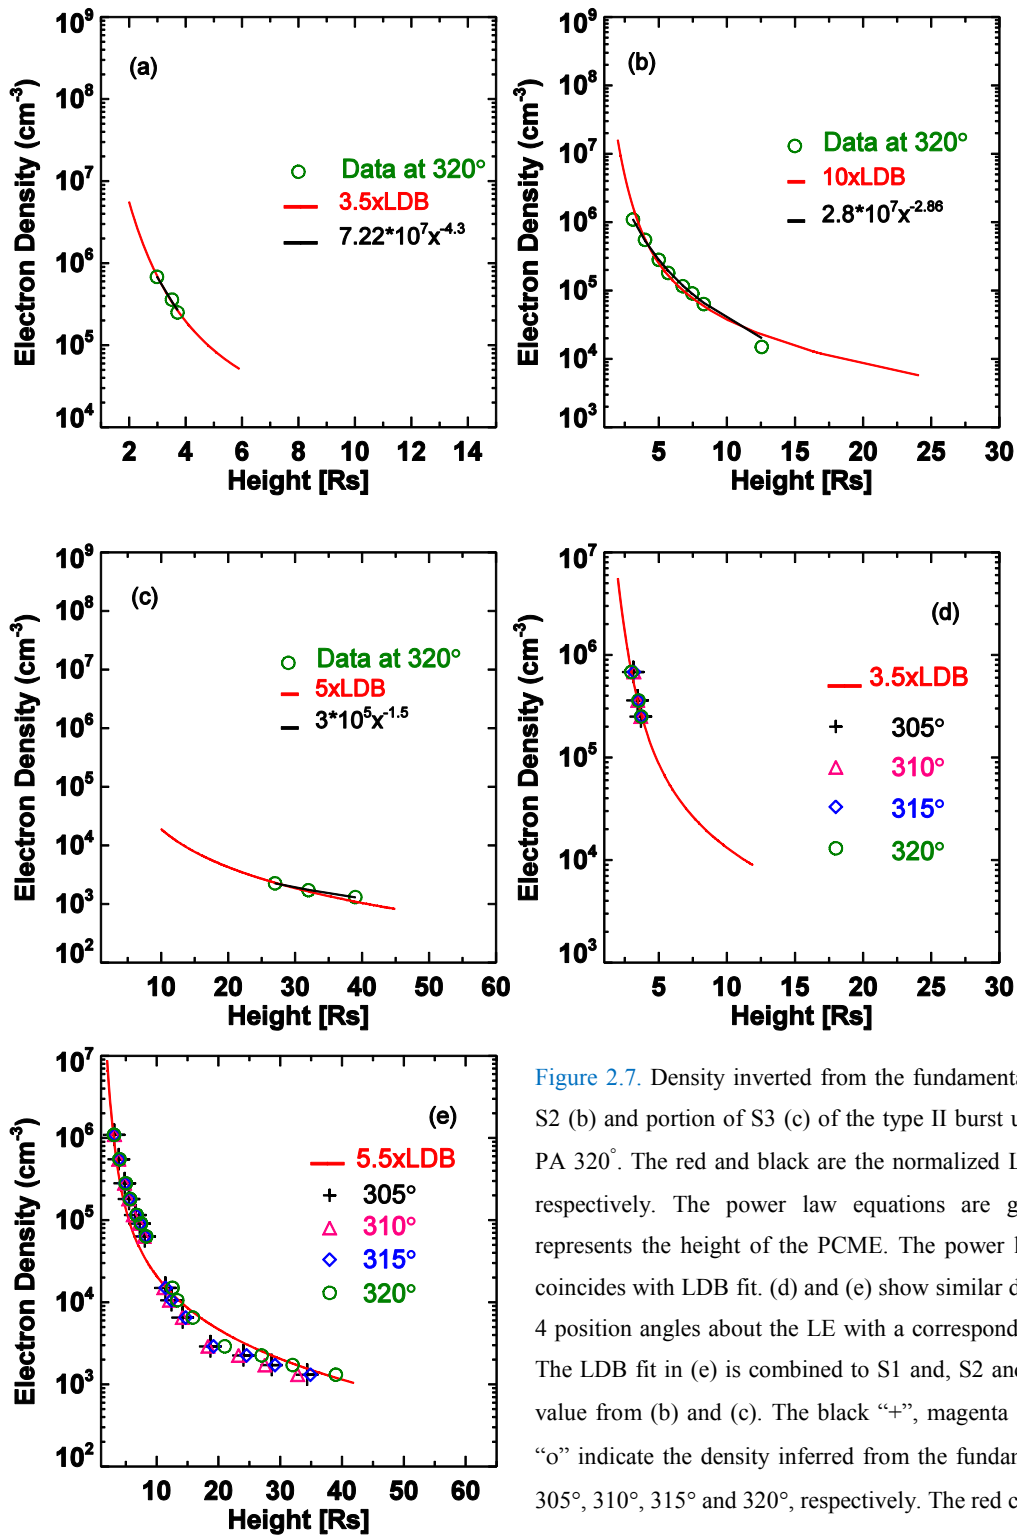 (a)
Data at 320°
3.5xLDB
7.22*10^7x^-4.3
Electron Density (cm^-3)
10^9
10^8
10^7
10^6
10^5
10^4
2 4 6 8 10 12 14
Height [Rs]
(b)
Data at 320°
10xLDB
2.8*10^7x^-2.86
Electron Density (cm^-3)
10^9
10^8
10^7
10^6
10^5
10^4
10^3
5 10 15 20 25 30
Height [Rs]
(c)
Data at 320°
5xLDB
3*10^5x^-1.5
Electron Density (cm^-3)
10^9
10^8
10^7
10^6
10^5
10^4
10^3
10^2
10 20 30 40 50 60
Height [Rs]
(d)
3.5xLDB
305°
310°
315°
320°
Electron Density (cm^-3)
10^7
10^6
10^5
10^4
10^3
5 10 15 20 25 30
Height [Rs]
(e)
5.5xLDB
305°
310°
315°
320°
Electron Density (cm^-3)
10^7
10^6
10^5
10^4
10^3
10^2
10 20 30 40 50 60
Height [Rs]
Figure 2.7. Density inverted from the fundamenta
S2 (b) and portion of S3 (c) of the type II burst u
PA 320°. The red and black are the normalized L
respectively. The power law equations are g
represents the height of the PCME. The power l
coincides with LDB fit. (d) and (e) show similar d
4 position angles about the LE with a correspond
The LDB fit in (e) is combined to S1 and, S2 and
value from (b) and (c). The black “+”, magenta
“o” indicate the density inferred from the fundam
305°, 310°, 315° and 320°, respectively. The red c